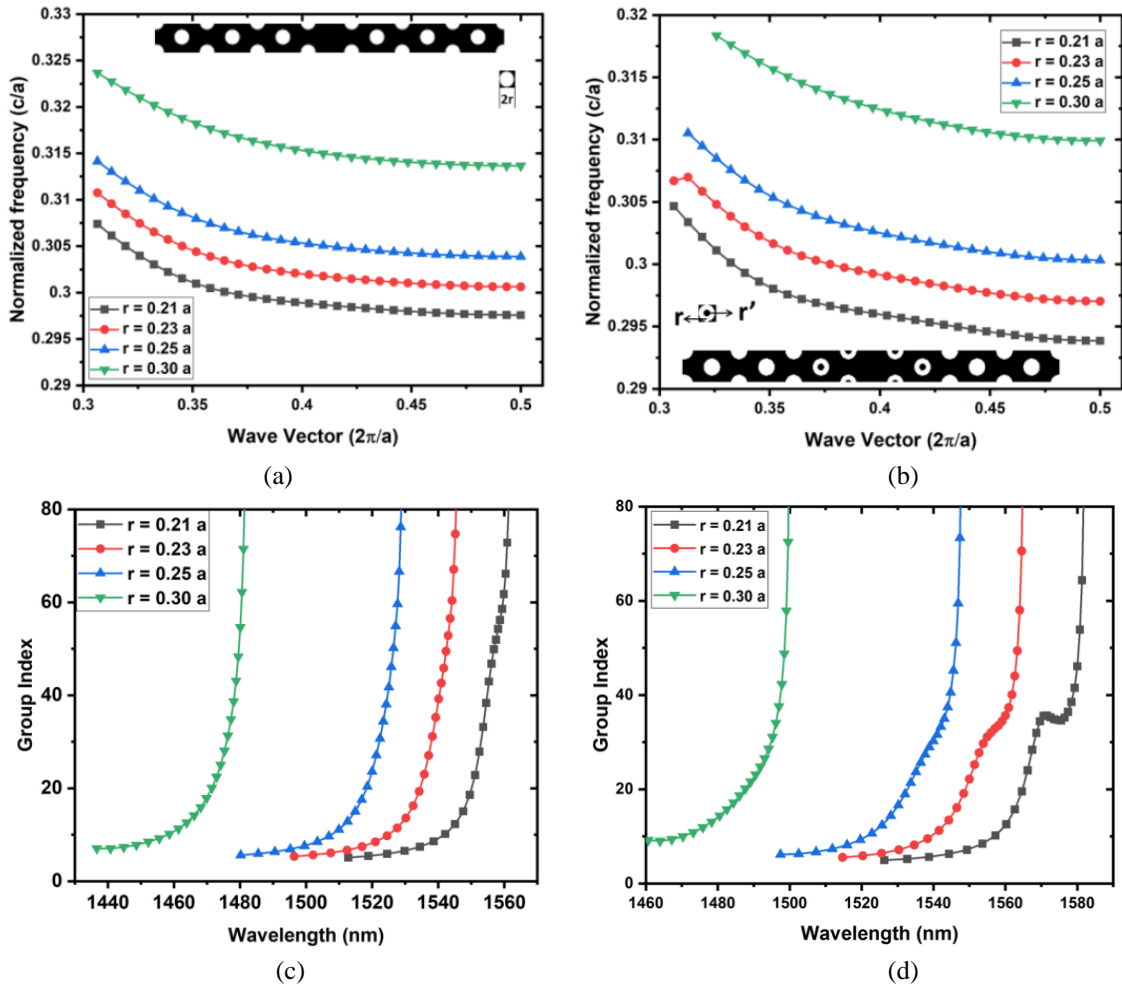 0.33
0.325
0.32
0.315
0.31
0.305
0.3
0.295
0.29
Normalized frequency (c/a)
2r
r = 0.21 a
r = 0.23 a
r = 0.25 a
r = 0.30 a
0.3 0.35 0.4 0.45 0.5
Wave Vector (2π/a)
(a)
0.32
0.315
0.31
0.305
0.3
0.295
0.29
Normalized frequency (c/a)
r = 0.21 a
r = 0.23 a
r = 0.25 a
r = 0.30 a
r r’
0.3 0.35 0.4 0.45 0.5
Wave Vector (2π/a)
(b)
80
60
40
20
0
Group Index
r = 0.21 a
r = 0.23 a
r = 0.25 a
r = 0.30 a
1440 1460 1480 1500 1520 1540 1560
Wavelength (nm)
(c)
80
60
40
20
0
Group Index
r = 0.21 a
r = 0.23 a
r = 0.25 a
r = 0.30 a
1460 1480 1500 1520 1540 1560 1580
Wavelength (nm)
(d)